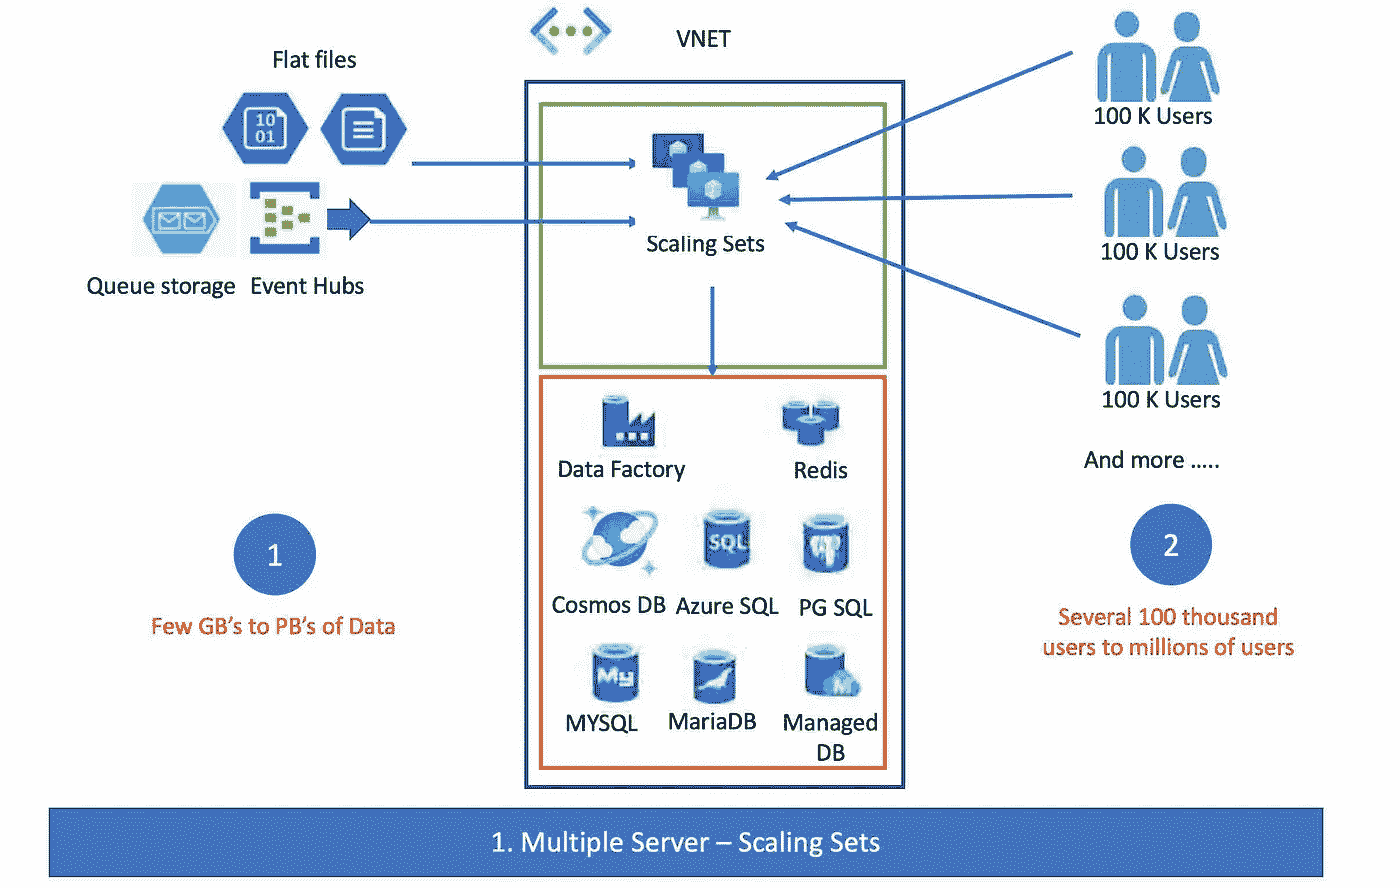 VNET
Flat files
10
01
100 K Users
Scaling Sets
100 K Users
Queue storage
Event Hubs
100 K Users
And more .....
Data Factory
Redis
SQL
Cosmos DB
Azure SQL
PG SQL
1
Few GB's to PB's of Data
2
Several 100 thousand
users to millions of users
My
M
MYSQL
MariaDB
Managed
DB
1. Multiple Server – Scaling Sets